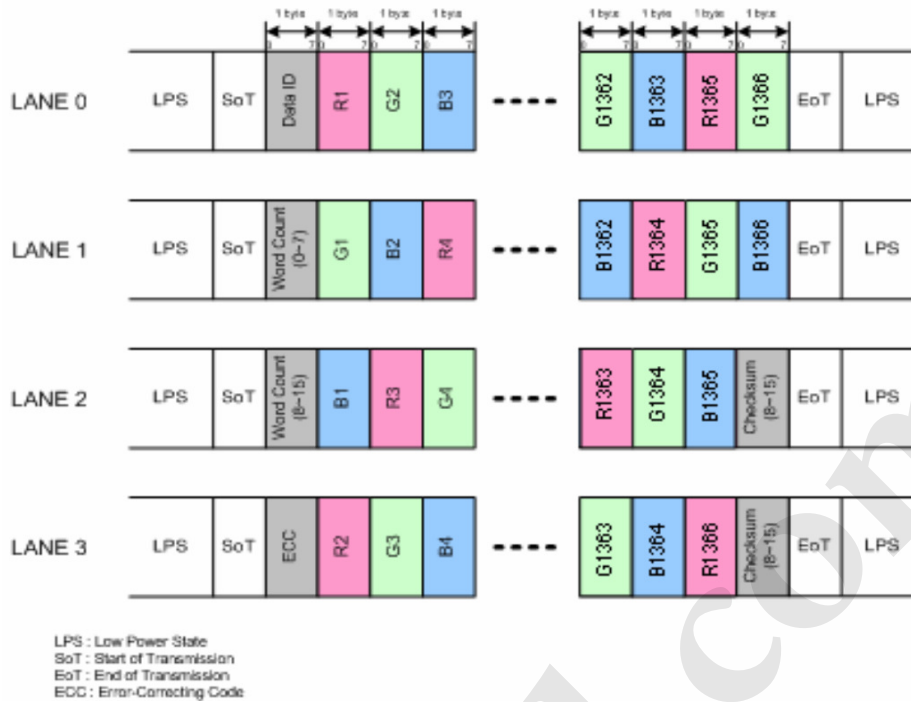 1 byte 1 byte 1 byte 1 byte 1 byte 1 byte 1 byte 1 byte
0 7 0 7 0 7 0 7 0 7 0 7 0 7 0 7
LANE 0 LPS SoT Data ID R1 G2 B3 G1362 B1363 R1365 G1366 EoT LPS
LANE 1 LPS SoT Word Count (0~7) G1 B2 R4 B1362 R1364 G1365 B1366 EoT LPS
LANE 2 LPS SoT Word Count (8~15) B1 R3 G4 R1363 G1364 B1365 Checksum (8~15) EoT LPS
LANE 3 LPS SoT ECC R2 G3 B4 G1363 B1364 R1366 Checksum (8~15) EoT LPS
LPS : Low Power State
SoT : Start of Transmission
EoT : End of Transmission
ECC : Error-Correcting Code